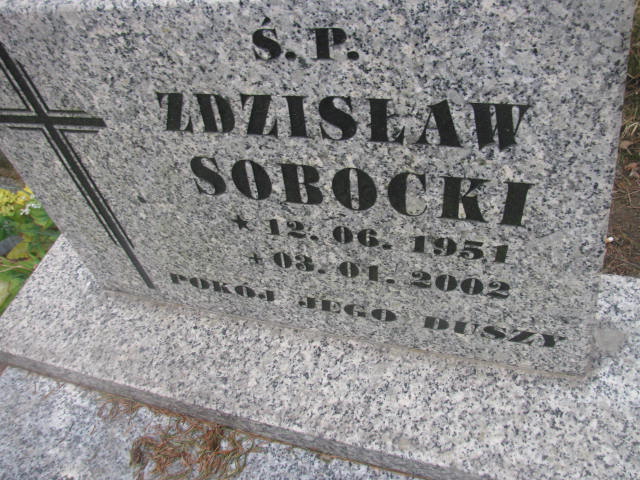 Ś. P.
ZDZISŁAW
SOBOCKI
★ 12. 06. 1951
+ 03. 01. 2002
POKÓJ JEGO DUSZY